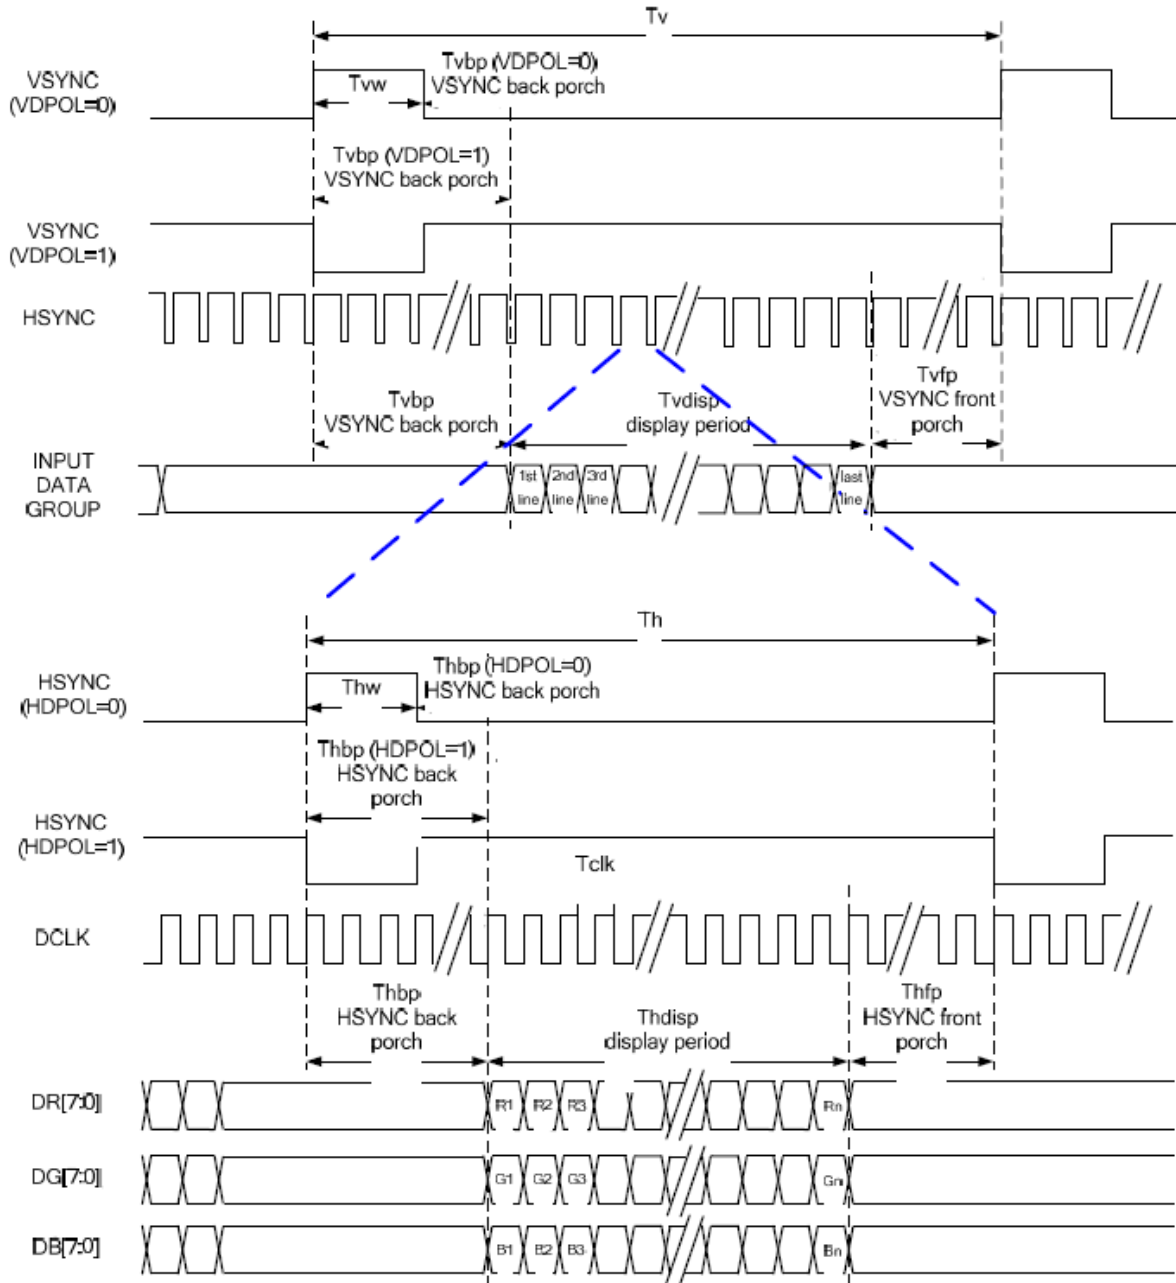 Tv
VSYNC
(VDPOL=0)
Tvw
Tvbp (VDPOL=0)
VSYNC back porch
Tvbp (VDPOL=1)
VSYNC back porch
VSYNC
(VDPOL=1)
HSYNC
Tvbp
VSYNC back porch
Tvdisp
display period
Tvfp
VSYNC front
porch
INPUT
DATA
GROUP
1st
line
2nd
line
3rd
line
last
line
Th
HSYNC
(HDPOL=0)
Thw
Thbp (HDPOL=0)
HSYNC back porch
Thbp (HDPOL=1)
HSYNC back
porch
HSYNC
(HDPOL=1)
Tclk
DCLK
Thbp
HSYNC back
porch
Thdisp
display period
Thfp
HSYNC front
porch
DR[7:0]
R1 R2 R3 Rn
DG[7:0]
G1 G2 G3 Gn
DB[7:0]
B1 B2 B3 Bn